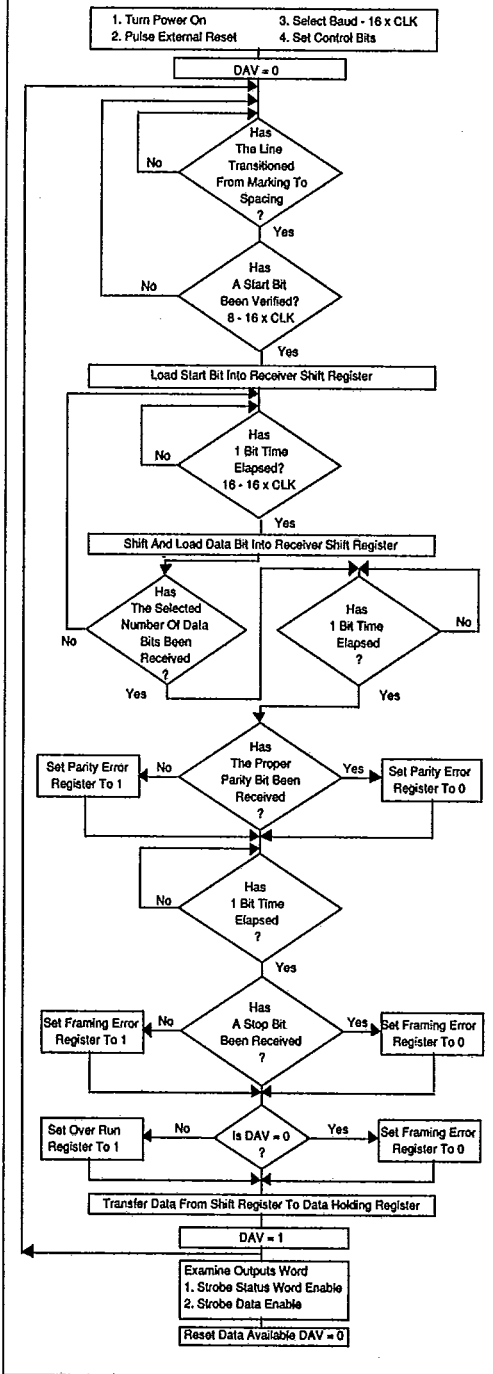 1. Turn Power On
2. Pulse External Reset
3. Select Baud - 16 x CLK
4. Set Control Bits
DAV = 0
Has
The Line
Transitioned
From Marking To
Spacing
?
No
Yes
Has
A Start Bit
Been Verified?
8 - 16 x CLK
No
Yes
Load Start Bit Into Receiver Shift Register
Has
1 Bit Time
Elapsed?
16 - 16 x CLK
No
Yes
Shift And Load Data Bit Into Receiver Shift Register
Has
The Selected
Number Of Data
Bits Been
Received
?
No
Yes
Has
1 Bit Time
Elapsed
?
No
Yes
Has
The Proper
Parity Bit Been
Received
?
No
Yes
Set Parity Error
Register To 1
Set Parity Error
Register To 0
Has
1 Bit Time
Elapsed
?
No
Yes
Has
A Stop Bit
Been Received
?
No
Yes
Set Framing Error
Register To 1
Set Framing Error
Register To 0
Is DAV = 0
?
No
Yes
Set Over Run
Register To 1
Set Framing Error
Register To 0
Transfer Data From Shift Register To Data Holding Register
DAV = 1
Examine Outputs Word
1. Strobe Status Word Enable
2. Strobe Data Enable
Reset Data Available DAV = 0